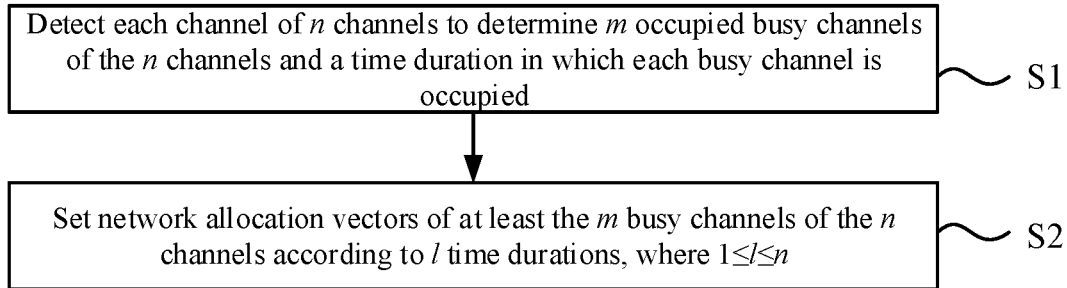 Detect each channel of n channels to determine m occupied busy channels
of the n channels and a time duration in which each busy channel is
occupied
S1
Set network allocation vectors of at least the m busy channels of the n
channels according to l time durations, where 1≤l≤n
S2